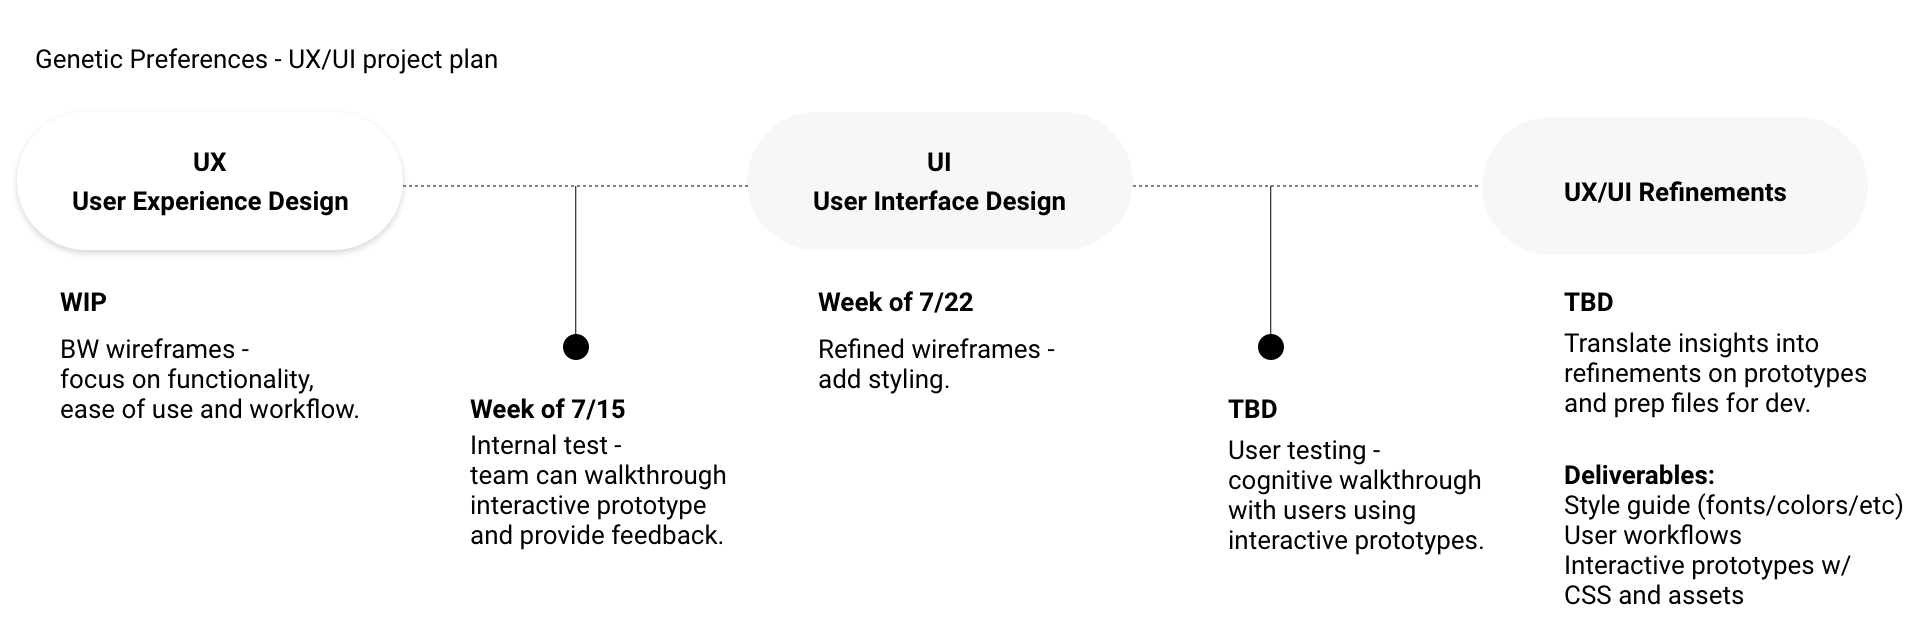 Genetic Preferences - UX/UI project plan
UX
User Experience Design
WIP
BW wireframes -
focus on functionality,
ease of use and workflow.
Week of 7/15
Internal test -
team can walkthrough
interactive prototype
and provide feedback.
UI
User Interface Design
Week of 7/22
Refined wireframes -
add styling.
TBD
User testing -
cognitive walkthrough
with users using
interactive prototypes.
UX/UI Refinements
TBD
Translate insights into
refinements on prototypes
and prep files for dev.
Deliverables:
Style guide (fonts/colors/etc)
User workflows
Interactive prototypes w/
CSS and assets